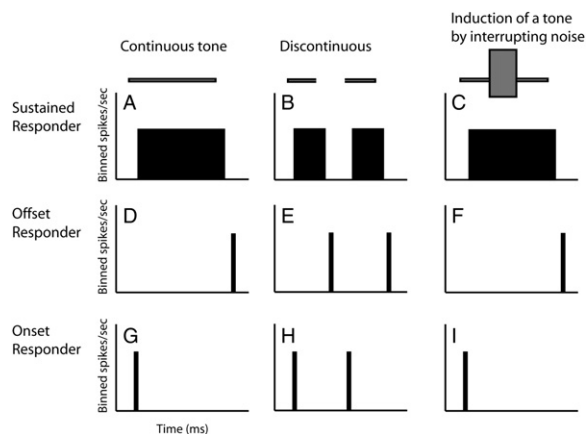 Continuous tone
Discontinuous
Induction of a tone
by interrupting noise
Sustained
Responder
Binned spikes/sec
A
B
C
Offset
Responder
Binned spikes/sec
D
E
F
Onset
Responder
Binned spikes/sec
G
H
I
Time (ms)